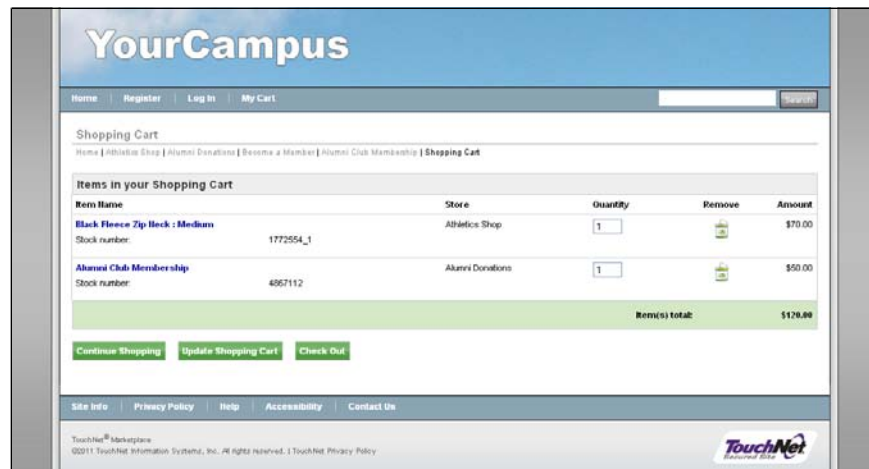 YourCampus
Home | Register | Log In | My Cart Search
Shopping Cart
Home | Athletics Shop | Alumni Donations | Become a Member | Alumni Club Membership | Shopping Cart
Items in your Shopping Cart
Item Name Store Quantity Remove Amount
Black Fleece Zip Neck : Medium Athletics Shop 1 $70.00
Stock number: 1772554_1
Alumni Club Membership Alumni Donations 1 $50.00
Stock number: 4867112
Item(s) total: $120.00
Continue Shopping Update Shopping Cart Check Out
Site Info | Privacy Policy | Help | Accessibility | Contact Us
TouchNet® Marketplace
©2011 TouchNet Information Systems, Inc. All rights reserved. | TouchNet Privacy Policy
TouchNet
Secured Site